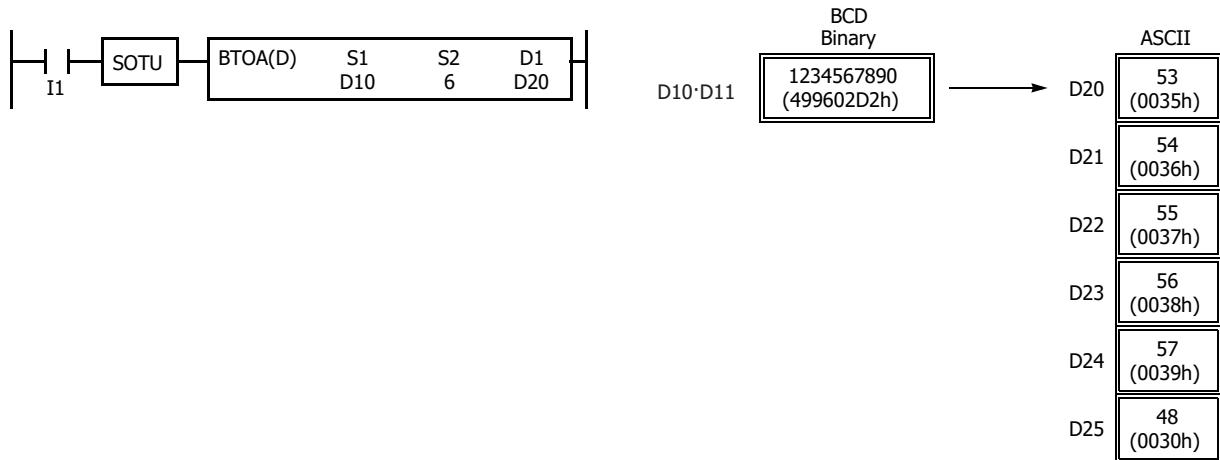 I1
SOTU
BTOA(D) S1 S2 D1
D10 6 D20
BCD
Binary
D10·D11
1234567890
(499602D2h)
ASCII
D20
53
(0035h)
D21
54
(0036h)
D22
55
(0037h)
D23
56
(0038h)
D24
57
(0039h)
D25
48
(0030h)